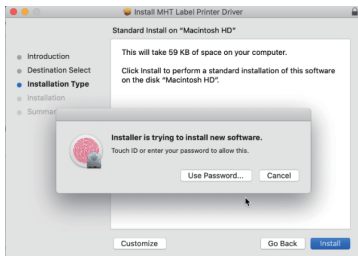 Install MHT Label Printer Driver
Standard Install on "Macintosh HD"
Introduction
Destination Select
Installation Type
Installation
Summar
This will take 59 KB of space on your computer.
Click Install to perform a standard installation of this software
on the disk "Macintosh HD".
Installer is trying to install new software.
Touch ID or enter your password to allow this.
Use Password...
Cancel
Customize
Go Back
Install